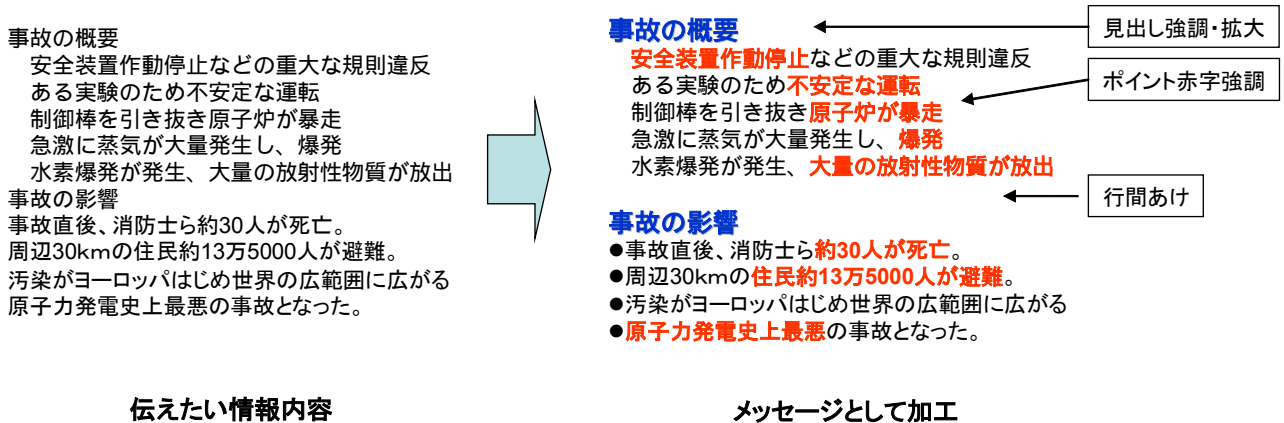 事故の概要
安全装置作動停止などの重大な規則違反
ある実験のため不安定な運転
制御棒を引き抜き原子炉が暴走
急激に蒸気が大量発生し、爆発
水素爆発が発生、大量の放射性物質が放出
事故の影響
事故直後、消防士ら約30人が死亡。
周辺30kmの住民約13万5000人が避難。
汚染がヨーロッパはじめ世界の広範囲に広がる
原子力発電史上最悪の事故となった。
伝えたい情報内容
事故の概要
安全装置作動停止などの重大な規則違反
ある実験のため不安定な運転
制御棒を引き抜き原子炉が暴走
急激に蒸気が大量発生し、爆発
水素爆発が発生、大量の放射性物質が放出
事故の影響
●事故直後、消防士ら約30人が死亡。
●周辺30kmの住民約13万5000人が避難。
●汚染がヨーロッパはじめ世界の広範囲に広がる
●原子力発電史上最悪の事故となった。
メッセージとして加工
見出し強調・拡大
ポイント赤字強調
行間あけ